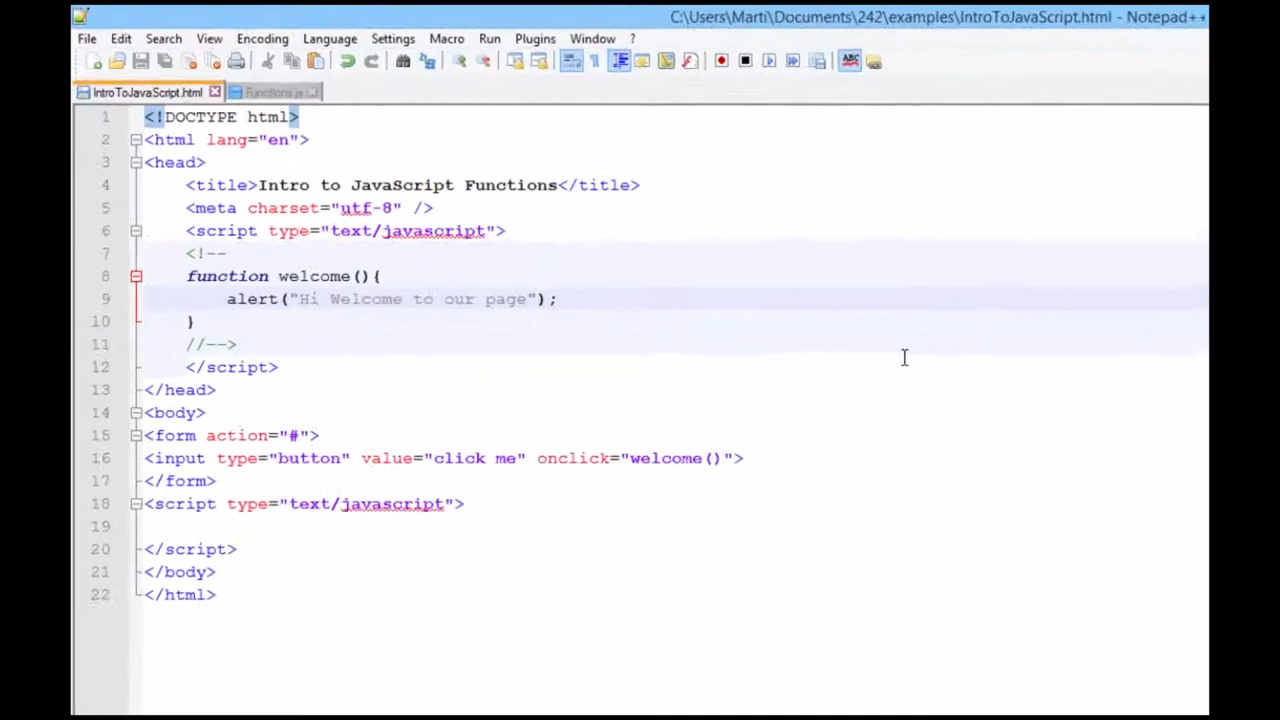 C:\Users\Marti\Documents\242\examples\IntroToJavaScript.html - Notepad++
File Edit Search View Encoding Language Settings Macro Run Plugins Window ?
IntroToJavaScript.html Functions.js
1 <!DOCTYPE html>
2 <html lang="en">
3 <head>
4 <title>Intro to JavaScript Functions</title>
5 <meta charset="utf-8" />
6 <script type="text/javascript">
7 <!--
8 function welcome(){
9 alert("Hi Welcome to our page");
10 }
11 //-->
12 </script>
13 </head>
14 <body>
15 <form action="#">
16 <input type="button" value="click me" onclick="welcome()">
17 </form>
18 <script type="text/javascript">
19
20 </script>
21 </body>
22 </html>